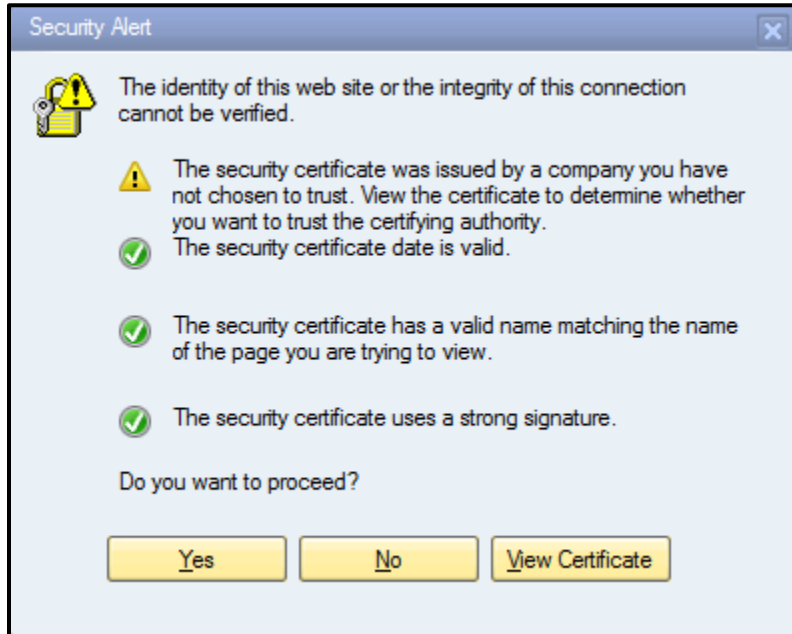 Security Alert
The identity of this web site or the integrity of this connection
cannot be verified.
The security certificate was issued by a company you have
not chosen to trust. View the certificate to determine whether
you want to trust the certifying authority.
The security certificate date is valid.
The security certificate has a valid name matching the name
of the page you are trying to view.
The security certificate uses a strong signature.
Do you want to proceed?
Yes No View Certificate